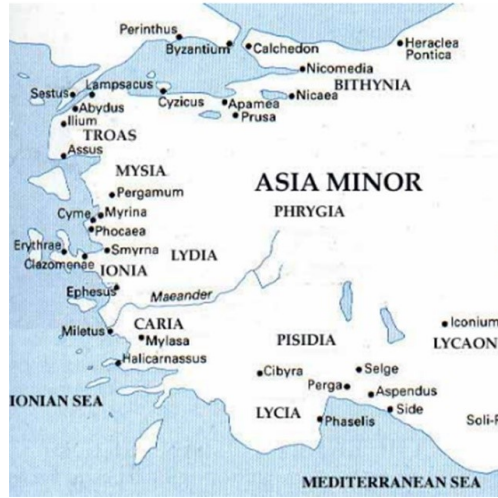 Perinthus
Byzantium
Calchedon
Heraclea
Pontica
Nicomedia
BITHYNIA
Lampsacus
Sestus
Abydus
Ilium
TROAS
Cyzicus
Apamea
Prusa
Nicaea
Assus
MYSIA
Pergamum
ASIA MINOR
PHRYGIA
Cyme
Myrina
Phocaea
Erythrae
Smyrna
Clazomenae
IONIA
LYDIA
Ephesus
Maeander
Miletus
CARIA
Mylasa
Halicarnassus
PISIDIA
Iconium
LYCAON
Cibyra
Selge
Perga
Aspendus
Side
IONIAN SEA
LYCIA
Phaselis
Soli-P
MEDITERRANEAN SEA